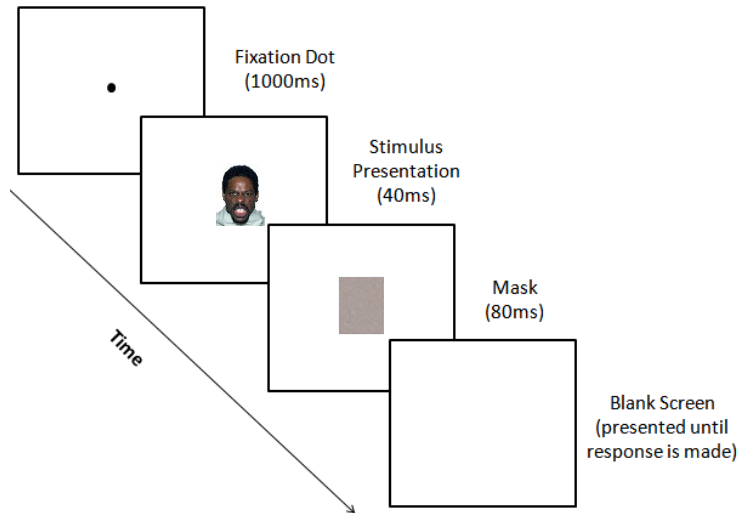 Fixation Dot
(1000ms)
Stimulus
Presentation
(40ms)
Mask
(80ms)
Time
Blank Screen
(presented until
response is made)